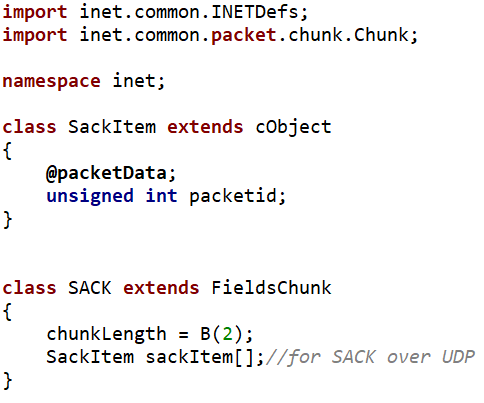 import inet.common.INETDefs;
import inet.common.packet.chunk.Chunk;
namespace inet;
class SackItem extends cObject
{
@packetData;
unsigned int packetid;
}
class SACK extends FieldsChunk
{
chunkLength = B(2);
SackItem sackItem[];//for SACK over UDP
}